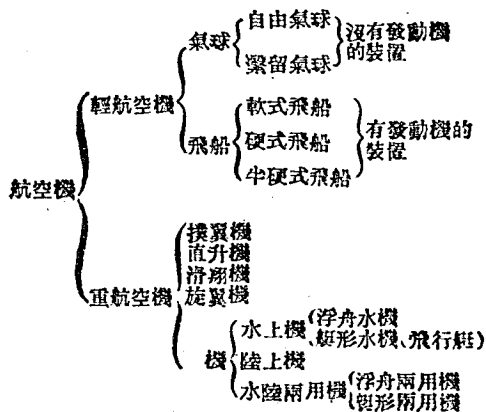 航空機
輕航空機
氣球
自由氣球
繫留氣球
沒有發動機
的裝置
飛船
軟式飛船
硬式飛船
半硬式飛船
有發動機的
裝置
重航空機
撲翼機
直升機
滑翔機
旋翼機
機
水上機
浮舟水機
艇形水機、飛行艇)
陸上機
水陸兩用機
浮舟兩用機
艇形兩用機